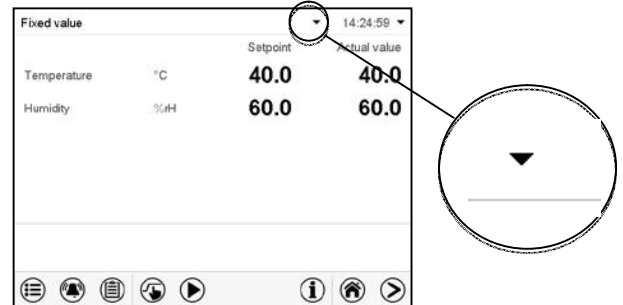 Fixed value 14:24:59
Setpoint Actual value
Temperature °C 40.0 40.0
Humidity %rH 60.0 60.0